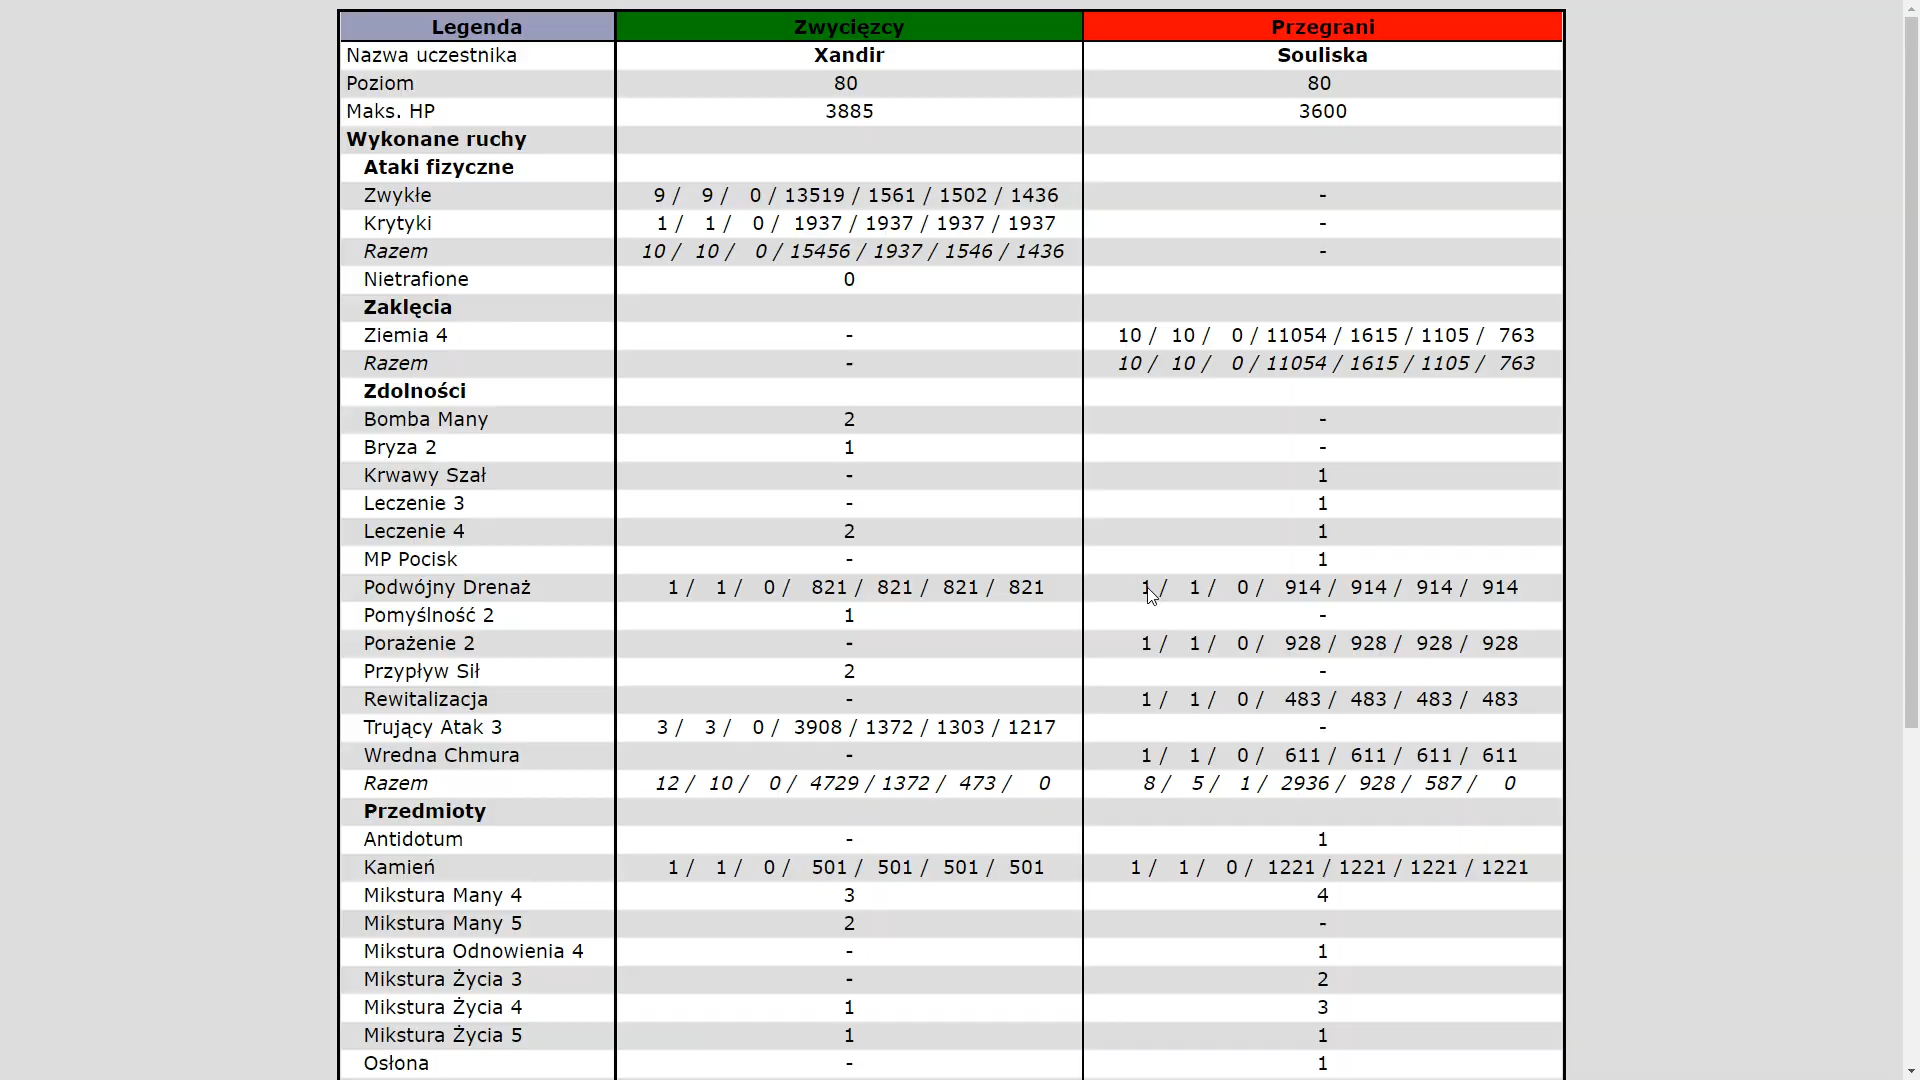 Legenda Zwycięzcy Przegrani
Nazwa uczestnika Xandir Souliska
Poziom 80 80
Maks. HP 3885 3600
Wykonane ruchy
Ataki fizyczne
Zwykłe 9 / 9 / 0 / 13519 / 1561 / 1502 / 1436 -
Krytyki 1 / 1 / 0 / 1937 / 1937 / 1937 / 1937 -
Razem 10 / 10 / 0 / 15456 / 1937 / 1546 / 1436 -
Nietrafione 0
Zaklęcia
Ziemia 4 - 10 / 10 / 0 / 11054 / 1615 / 1105 / 763
Razem - 10 / 10 / 0 / 11054 / 1615 / 1105 / 763
Zdolności
Bomba Many 2 -
Bryza 2 1 -
Krwawy Szał - 1
Leczenie 3 - 1
Leczenie 4 2 1
MP Pocisk - 1
Podwójny Drenaż 1 / 1 / 0 / 821 / 821 / 821 / 821 1 / 1 / 0 / 914 / 914 / 914 / 914
Pomyślność 2 1 -
Porażenie 2 - 1 / 1 / 0 / 928 / 928 / 928 / 928
Przypływ Sił 2 -
Rewitalizacja - 1 / 1 / 0 / 483 / 483 / 483 / 483
Trujący Atak 3 3 / 3 / 0 / 3908 / 1372 / 1303 / 1217 -
Wredna Chmura - 1 / 1 / 0 / 611 / 611 / 611 / 611
Razem 12 / 10 / 0 / 4729 / 1372 / 473 / 0 8 / 5 / 1 / 2936 / 928 / 587 / 0
Przedmioty
Antidotum - 1
Kamień 1 / 1 / 0 / 501 / 501 / 501 / 501 1 / 1 / 0 / 1221 / 1221 / 1221 / 1221
Mikstura Many 4 3 4
Mikstura Many 5 2 -
Mikstura Odnowienia 4 - 1
Mikstura Życia 3 - 2
Mikstura Życia 4 1 3
Mikstura Życia 5 1 1
Osłona - 1